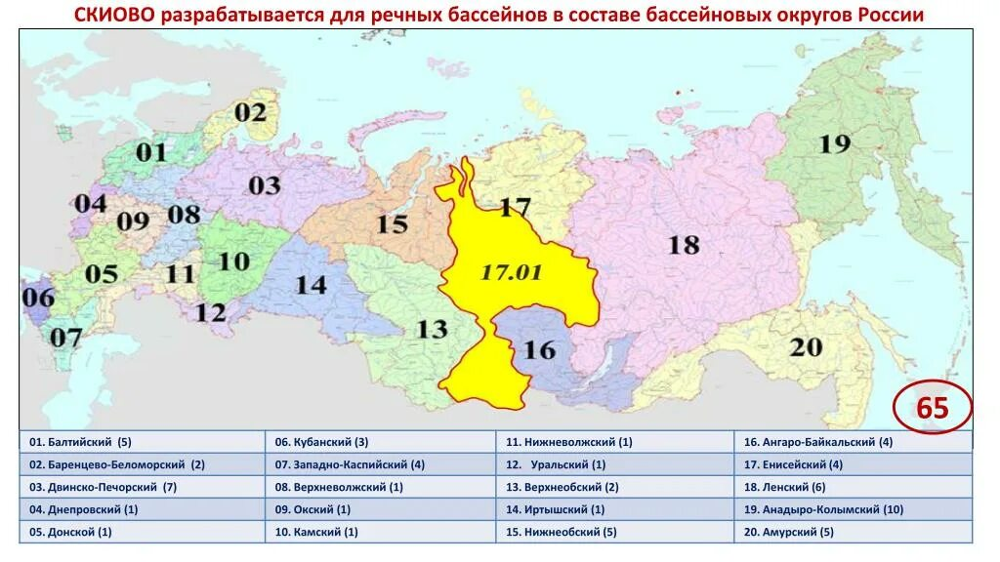 СКИОВО разрабатывается для речных бассейнов в составе бассейновых округов России
02
01
19
03
04
09
08
17
15
18
10
17.01
05
11
14
06
12
13
07
16
20
65
01. Балтийский (5)
06. Кубанский (3)
11. Нижневолжский (1)
16. Ангаро-Байкальский (4)
02. Баренцево-Беломорский (2)
07. Западно-Каспийский (4)
12. Уральский (1)
17. Енисейский (4)
03. Двинско-Печорский (7)
08. Верхневолжский (1)
13. Верхнеобский (2)
18. Ленский (6)
04. Днепровский (1)
09. Окский (1)
14. Иртышский (1)
19. Анадыро-Колымский (10)
05. Донской (1)
10. Камский (1)
15. Нижнеобский (5)
20. Амурский (5)